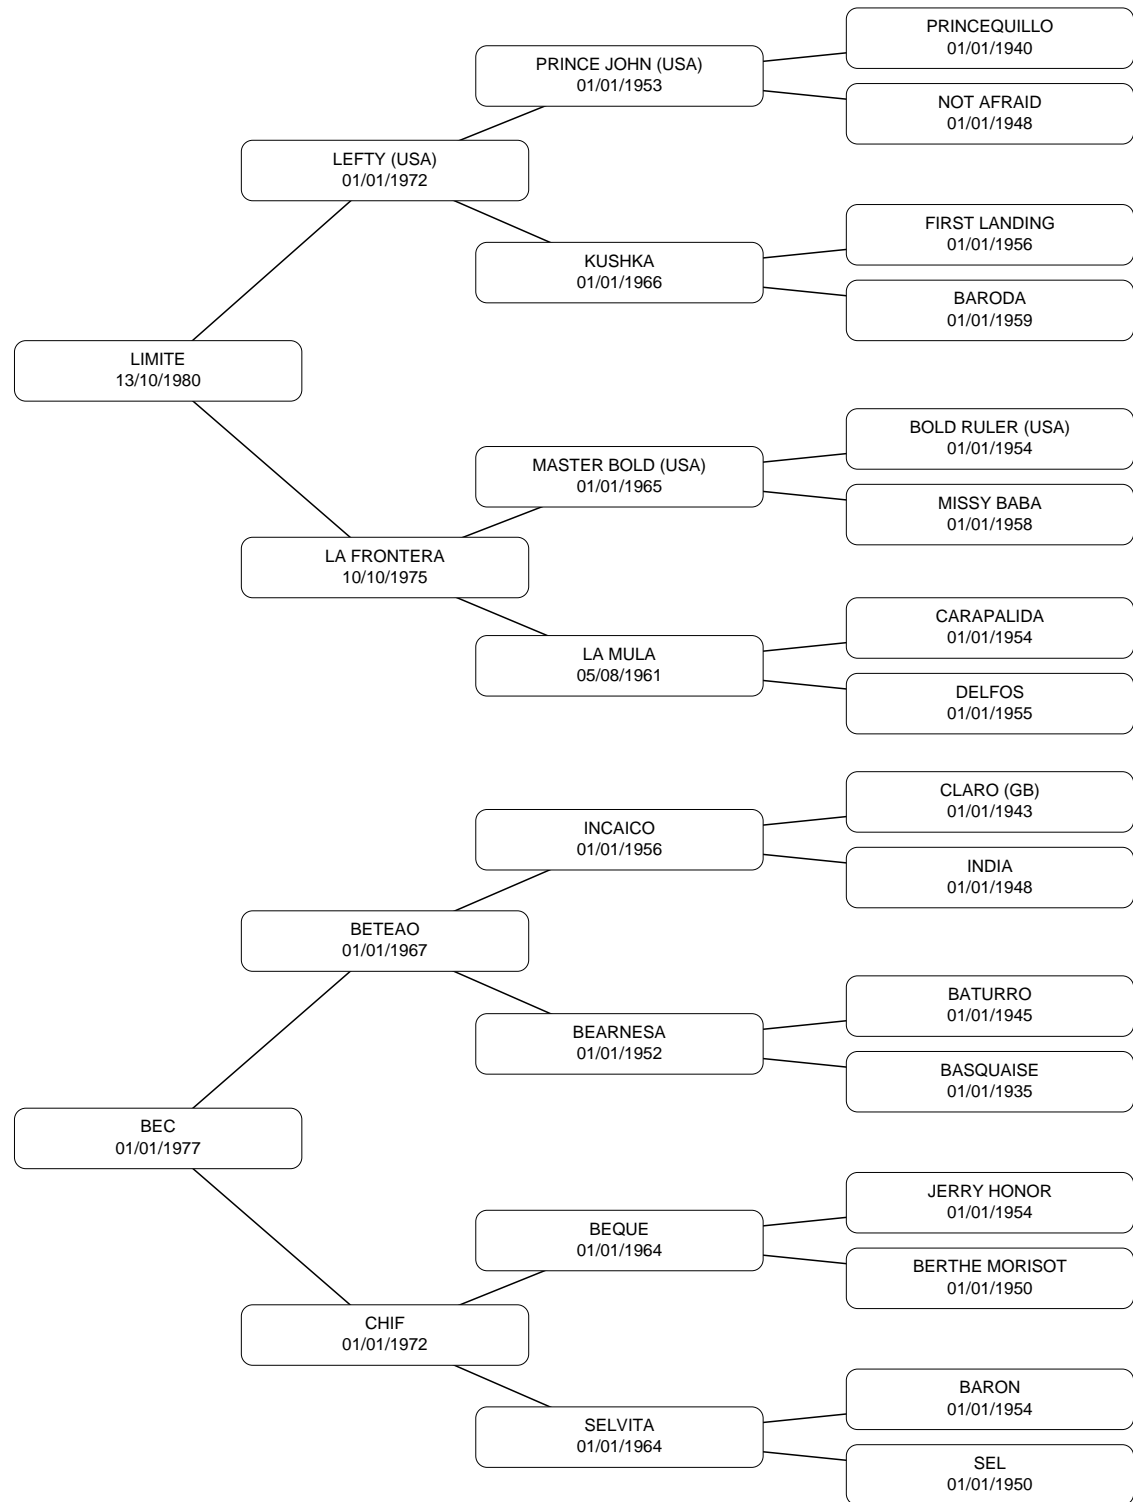 PRINCEQUILLO
01/01/1940
PRINCE JOHN (USA)
01/01/1953
NOT AFRAID
01/01/1948
LEFTY (USA)
01/01/1972
FIRST LANDING
01/01/1956
KUSHKA
01/01/1966
BARODA
01/01/1959
LIMITE
13/10/1980
BOLD RULER (USA)
01/01/1954
MASTER BOLD (USA)
01/01/1965
MISSY BABA
01/01/1958
LA FRONTERA
10/10/1975
CARAPALIDA
01/01/1954
LA MULA
05/08/1961
DELFOS
01/01/1955
CLARO (GB)
01/01/1943
INCAICO
01/01/1956
INDIA
01/01/1948
BETEAO
01/01/1967
BATURRO
01/01/1945
BEARNESA
01/01/1952
BASQUAISE
01/01/1935
BEC
01/01/1977
JERRY HONOR
01/01/1954
BEQUE
01/01/1964
BERTHE MORISOT
01/01/1950
CHIF
01/01/1972
BARON
01/01/1954
SELVITA
01/01/1964
SEL
01/01/1950